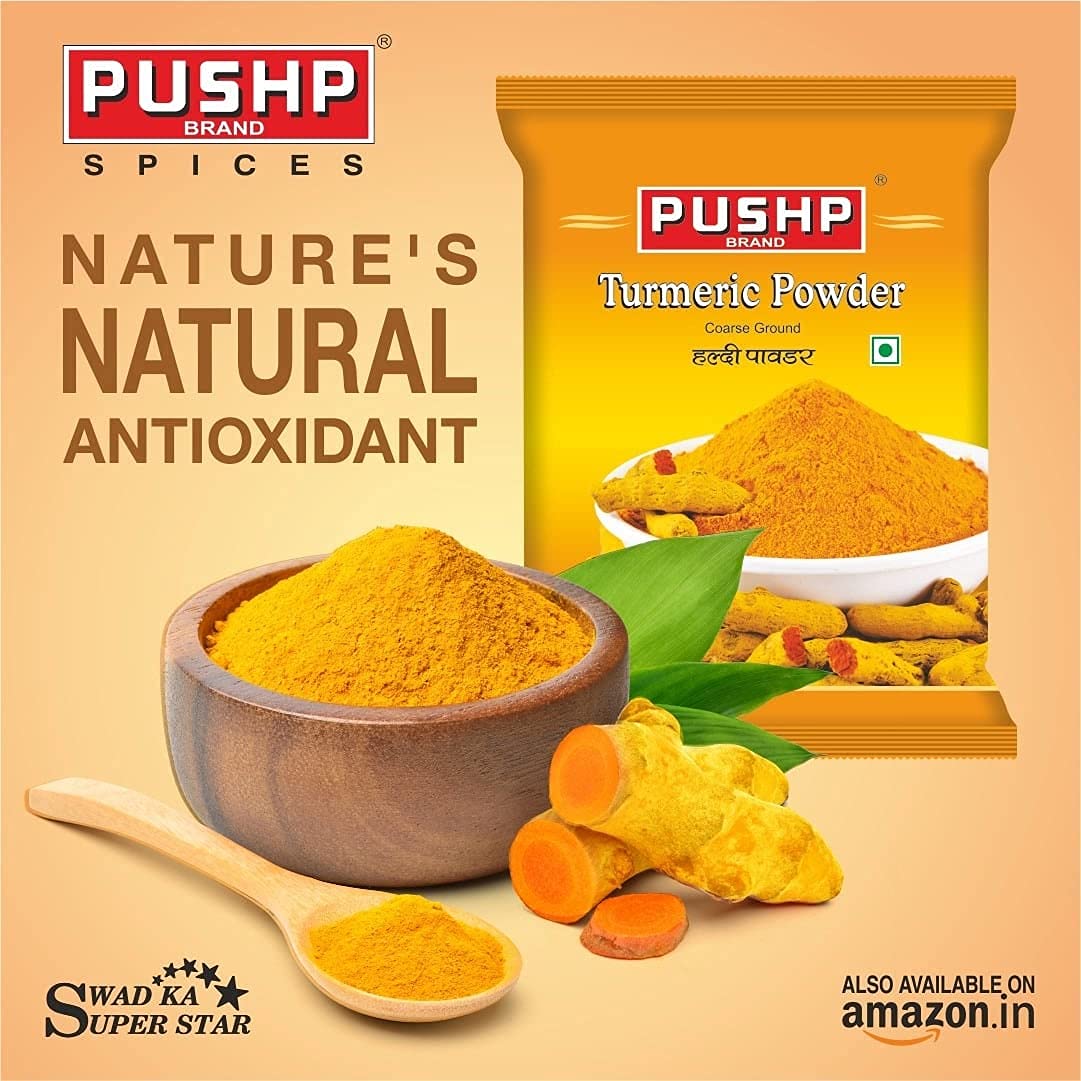 PUSHP
BRAND
SPICES
®
NATURE'S
NATURAL
ANTIOXIDANT
PUSHP
BRAND
®
Turmeric Powder
Coarse Ground
हल्दी पावडर
SWAD KA
SUPER STAR
ALSO AVAILABLE ON
amazon.in